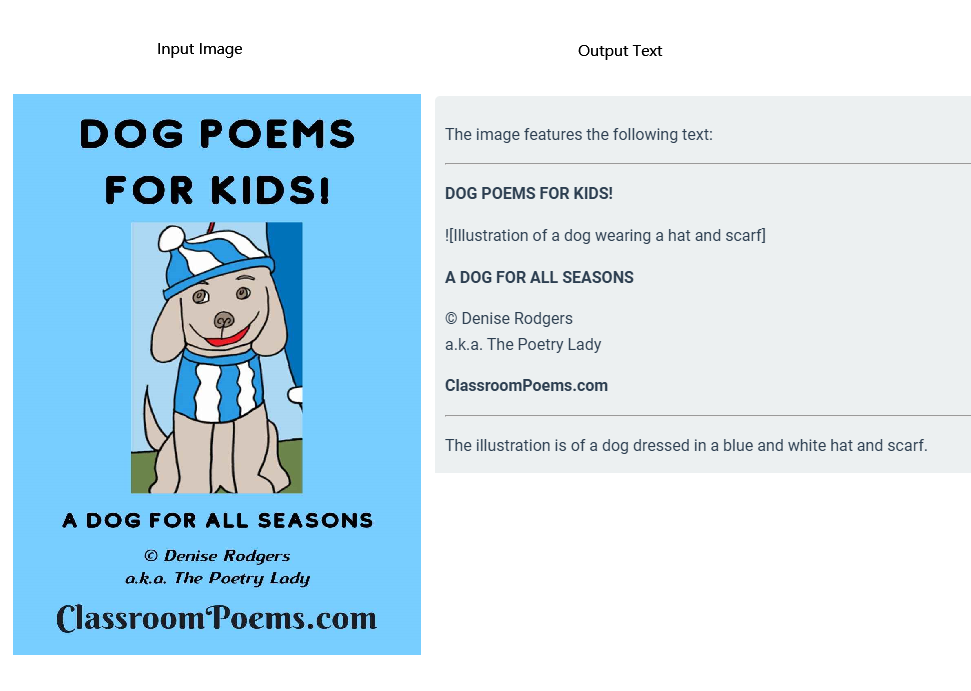 Input Image
Output Text
DOG POEMS
FOR KIDS!
A DOG FOR ALL SEASONS
© Denise Rodgers
a.k.a. The Poetry Lady
ClassroomPoems.com
The image features the following text:
DOG POEMS FOR KIDS!
![Illustration of a dog wearing a hat and scarf]
A DOG FOR ALL SEASONS
© Denise Rodgers
a.k.a. The Poetry Lady
ClassroomPoems.com
The illustration is of a dog dressed in a blue and white hat and scarf.